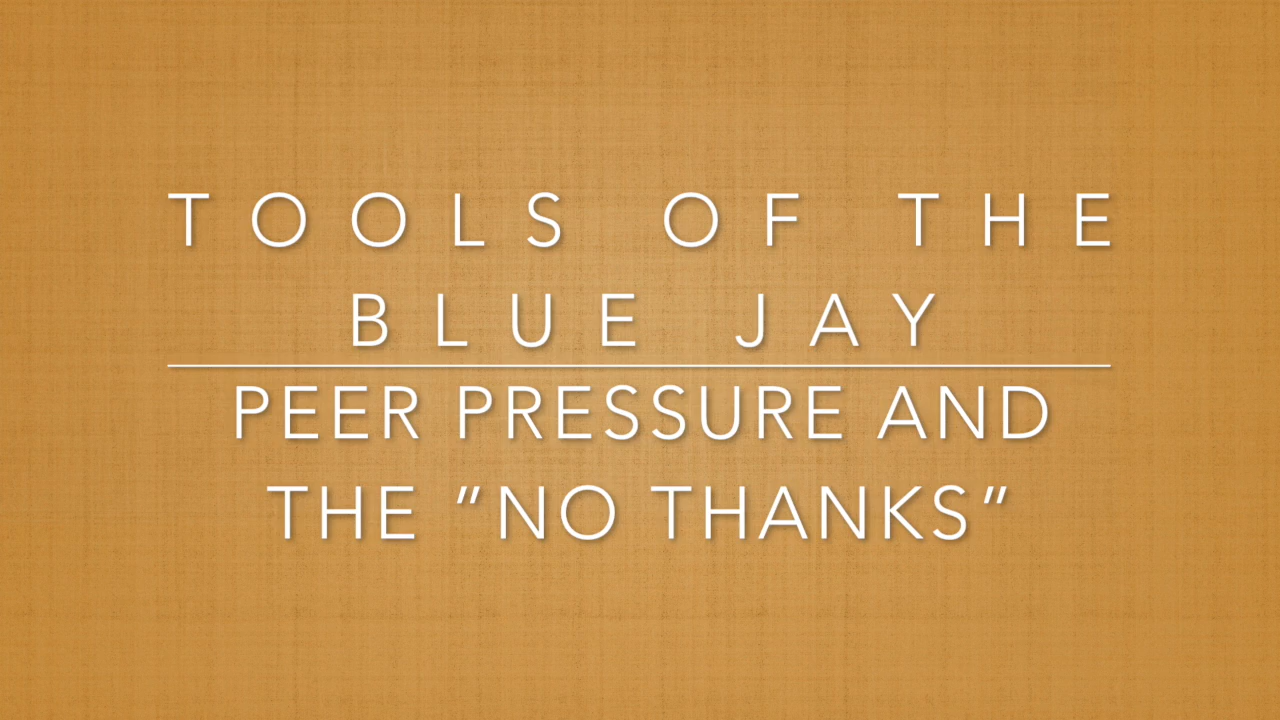 TOOLS OF THE
BLUE JAY
PEER PRESSURE AND
THE "NO THANKS"